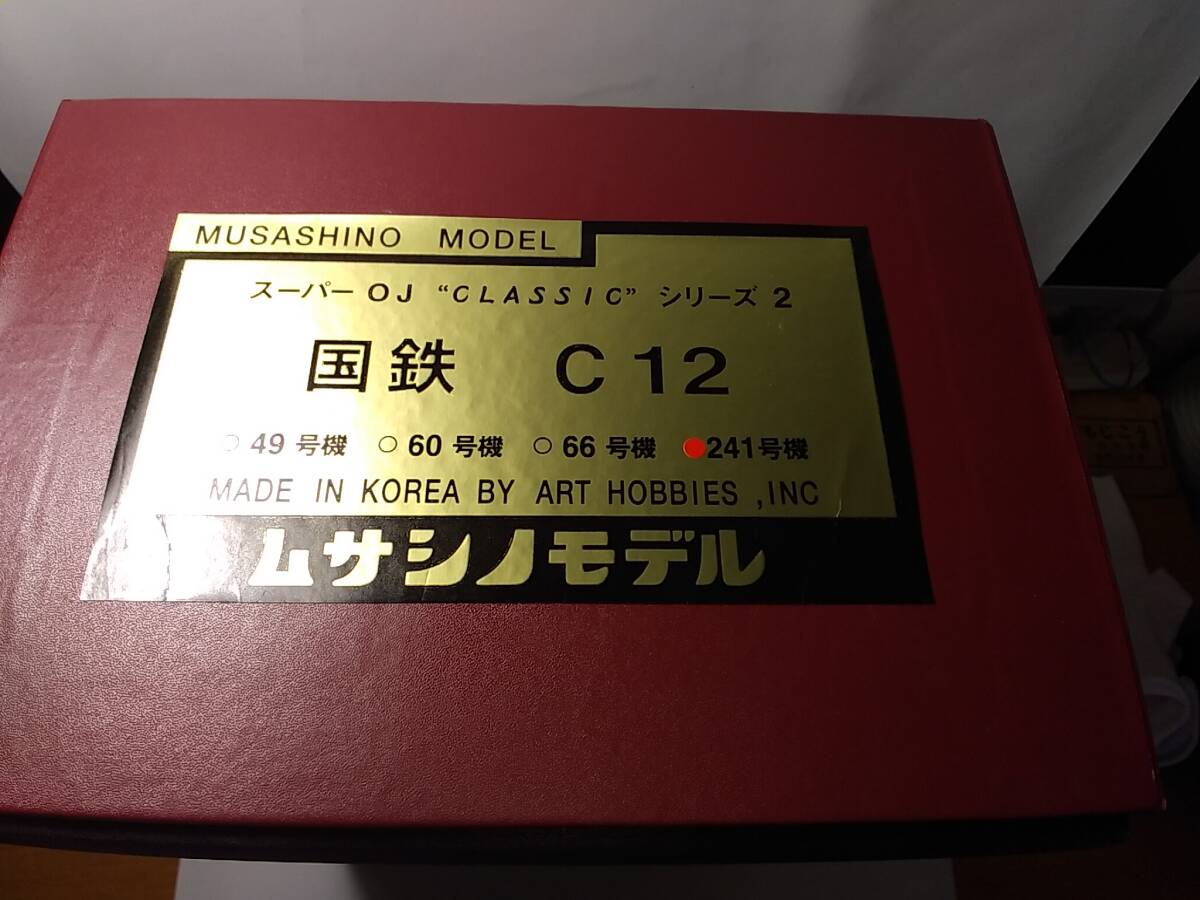 MUSASHINO MODEL
スーパー OJ “CLASSIC” シリーズ 2
国鉄 C12
○ 49 号機 ○ 60 号機 ○ 66 号機 ●241号機
MADE IN KOREA BY ART HOBBIES ,INC
ムサシノモデル